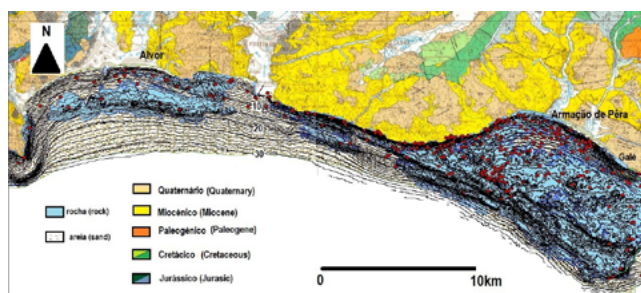 N
Alvor
Armação de Pêra
Galé
10
20
30
rocha (rock)
areia (sand)
Quaternário (Quaternary)
Miocénico (Miocene)
Paleogénico (Paleogene)
Cretácico (Cretaceous)
Jurássico (Jurasic)
0
10km